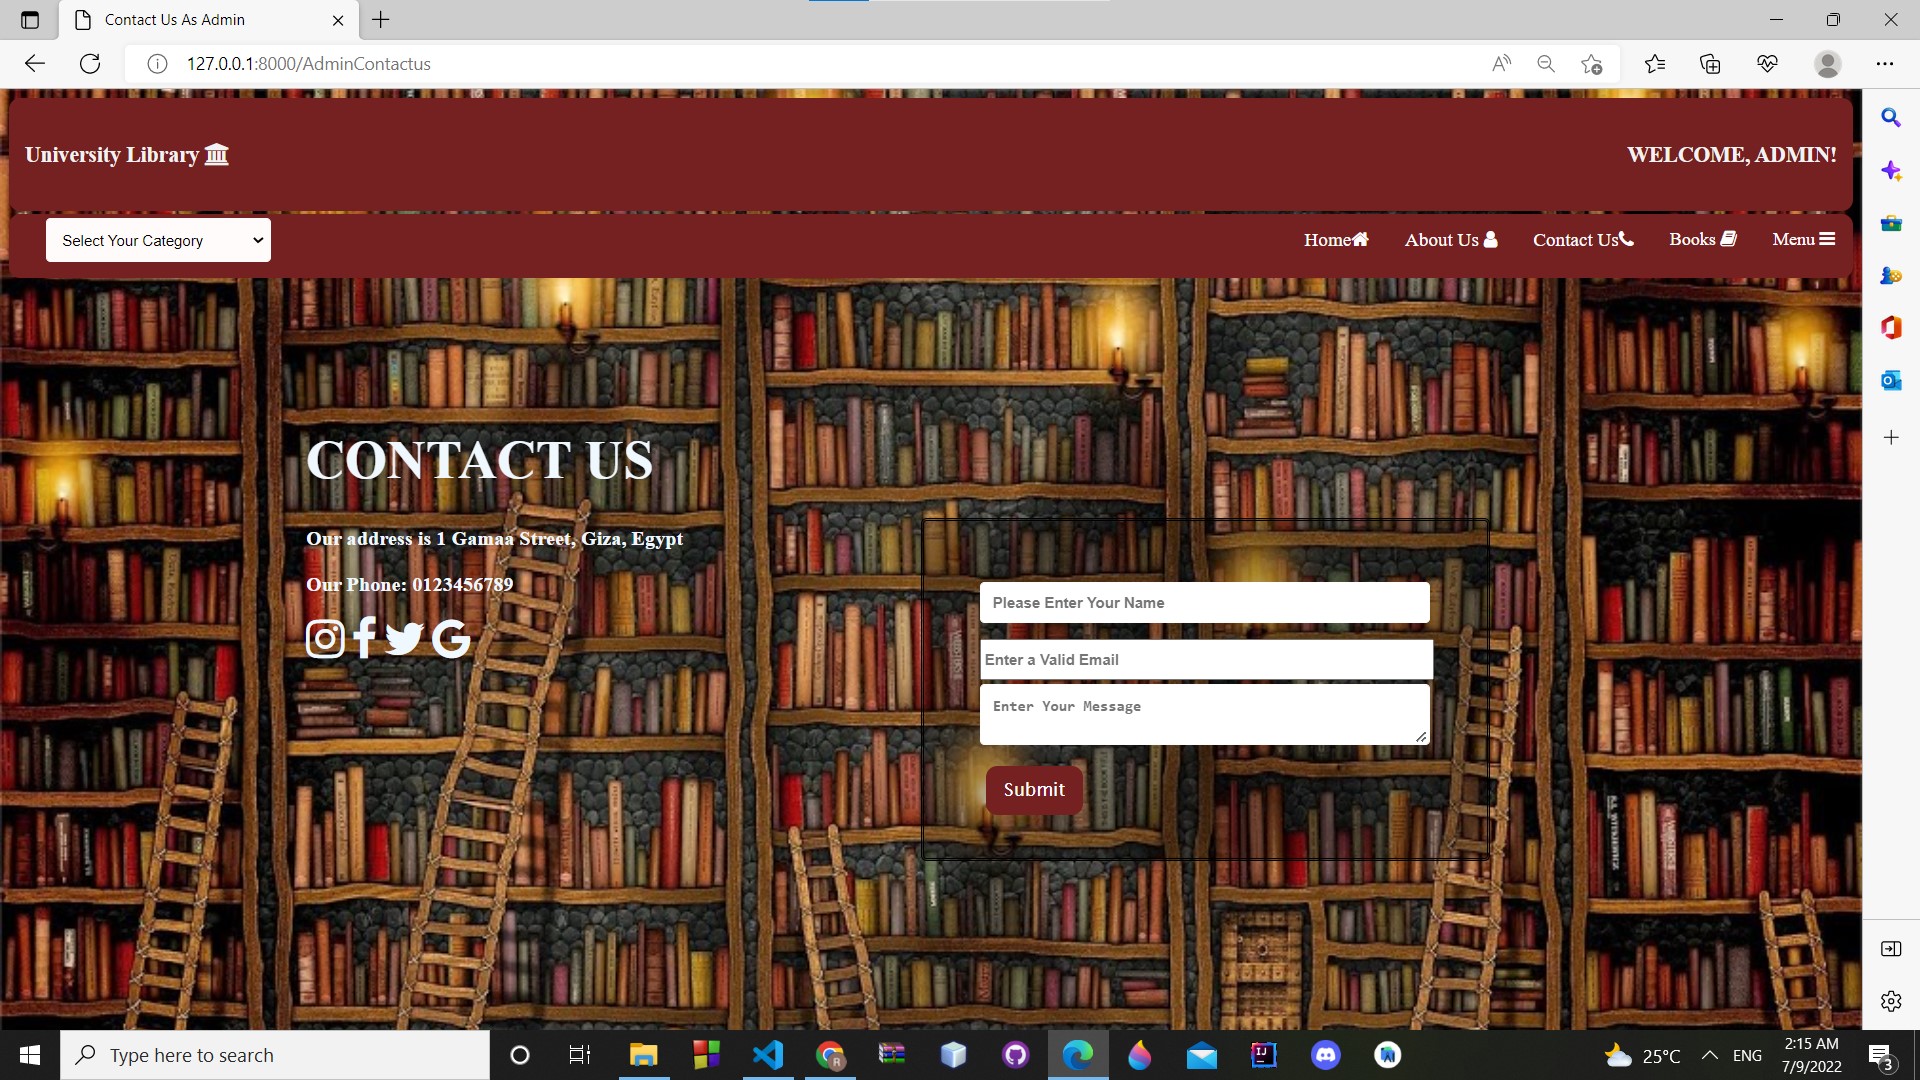 Contact Us As Admin
127.0.0.1:8000/AdminContactus
University Library
WELCOME, ADMIN!
Select Your Category
Home
About Us
Contact Us
Books
Menu
CONTACT US
Our address is 1 Gamaa Street, Giza, Egypt
Our Phone: 0123456789
Please Enter Your Name
Enter a Valid Email
Enter Your Message
Submit
Type here to search
25°C
ENG
2:15 AM
7/9/2022
3